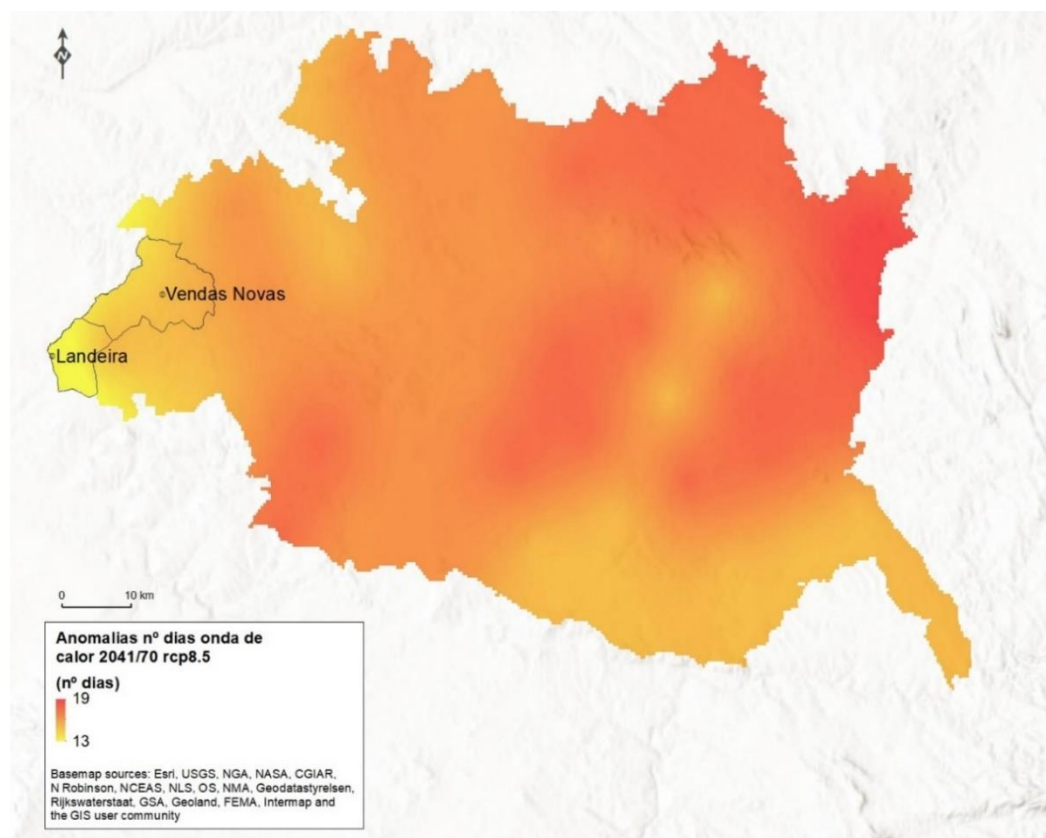 N
Vendas Novas
Landeira
0 10 km
Anomalias nº dias onda de
calor 2041/70 rcp8.5
(nº dias)
19
13
Basemap sources: Esri, USGS, NGA, NASA, CGIAR,
N Robinson, NCEAS, NLS, OS, NMA, Geodatastyrelsen,
Rijkswaterstaat, GSA, Geoland, FEMA, Intermap and
the GIS user community